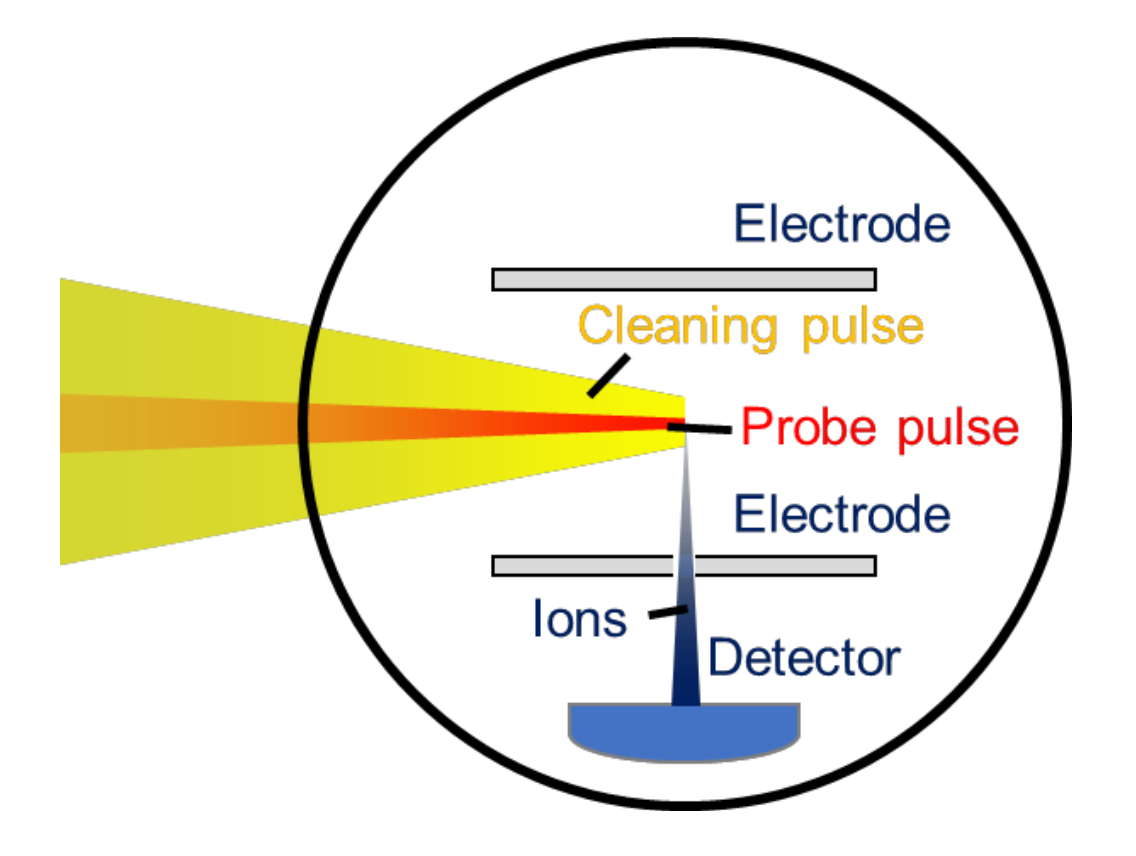 Electrode
Cleaning pulse
Probe pulse
Electrode
Ions
Detector